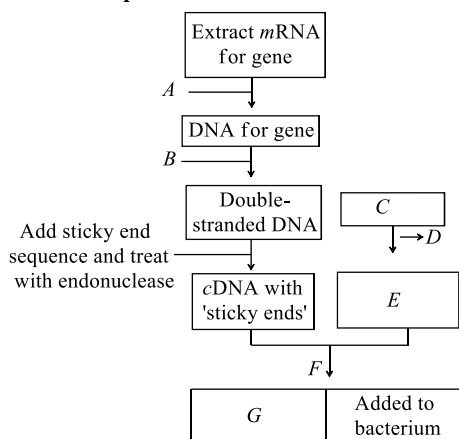 Extract mRNA
for gene
A
DNA for gene
B
Double-
stranded DNA
C
D
Add sticky end
sequence and treat
with endonuclease
cDNA with
'sticky ends'
E
F
G
Added to
bacterium